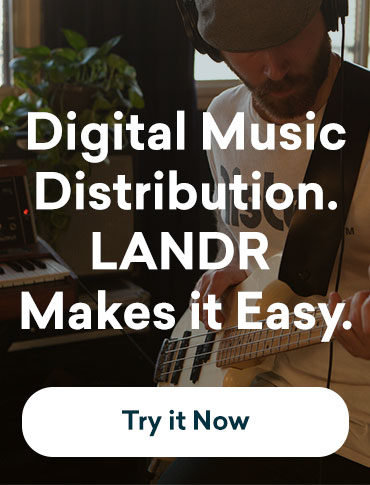 Digital Music
Distribution.
LANDR
Makes it Easy.
Try it Now